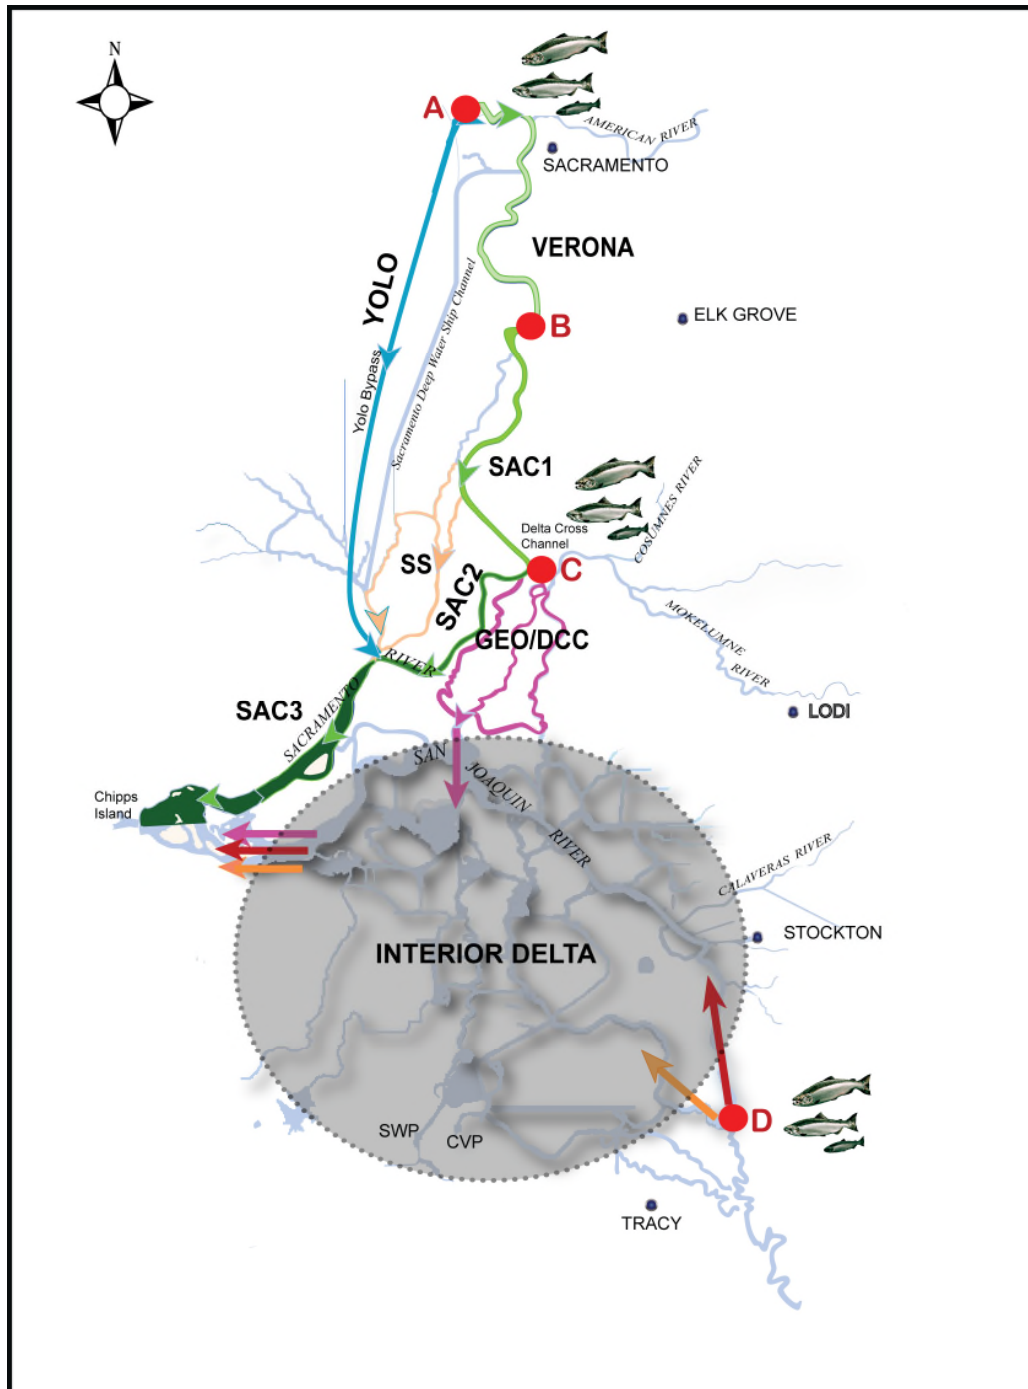 N
A
AMERICAN RIVER
SACRAMENTO
VERONA
YOLO
Sacramento Deep Water Ship Channel
B
ELK GROVE
Yolo Bypass
SAC1
COSUMNES RIVER
Delta Cross
Channel
C
SS
SAC2
GEO/DCC
MOKELUMNE
RIVER
RIVER
SACRAMENTO
LODI
SAC3
SAN
JOAQUIN
RIVER
Chipps
Island
CALAVERAS RIVER
STOCKTON
INTERIOR DELTA
D
SWP
CVP
TRACY